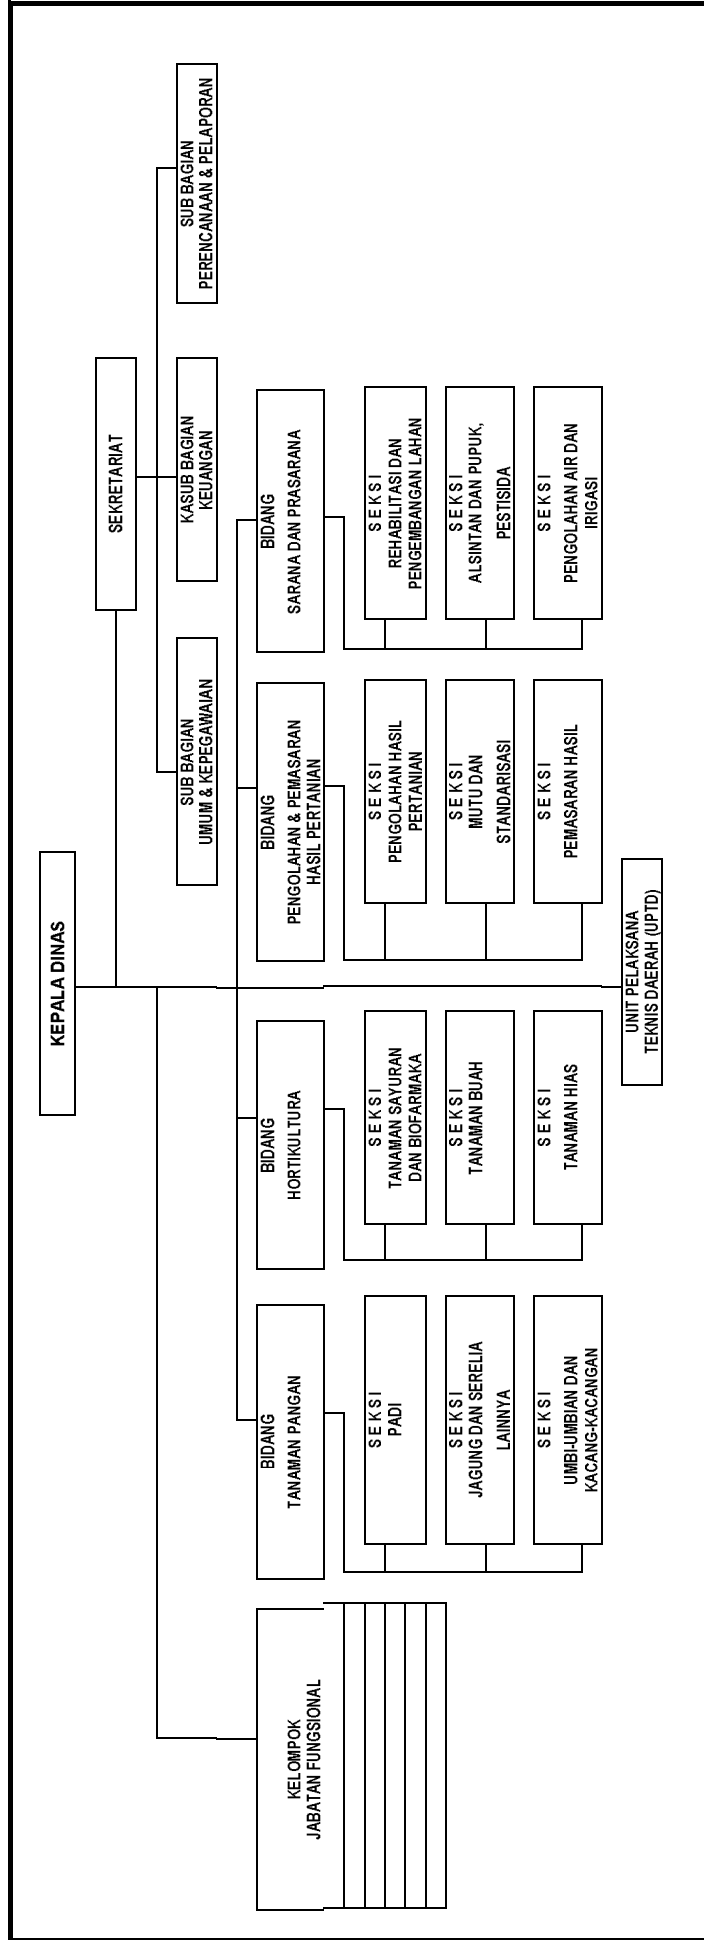 KEPALA DINAS
SEKRETARIAT
SUB BAGIAN
UMUM & KEPEGAWAIAN
KASUB BAGIAN
KEUANGAN
SUB BAGIAN
PERENCANAAN & PELAPORAN
KELOMPOK
JABATAN FUNGSIONAL
BIDANG
TANAMAN PANGAN
BIDANG
HORTIKULTURA
BIDANG
PENGOLAHAN & PEMASARAN
HASIL PERTANIAN
BIDANG
SARANA DAN PRASARANA
S E K S I
PADI
S E K S I
TANAMAN SAYURAN
DAN BIOFARMAKA
S E K S I
PENGOLAHAN HASIL
PERTANIAN
S E K S I
REHABILITASI DAN
PENGEMBANGAN LAHAN
S E K S I
JAGUNG DAN SERELIA
LAINNYA
S E K S I
TANAMAN BUAH
S E K S I
MUTU DAN
STANDARISASI
S E K S I
ALSINTAN DAN PUPUK,
PESTISIDA
S E K S I
UMBI-UMBIAN DAN
KACANG-KACANGAN
S E K S I
TANAMAN HIAS
S E K S I
PEMASARAN HASIL
S E K S I
PENGOLAHAN AIR DAN
IRIGASI
UNIT PELAKSANA
TEKNIS DAERAH (UPTD)